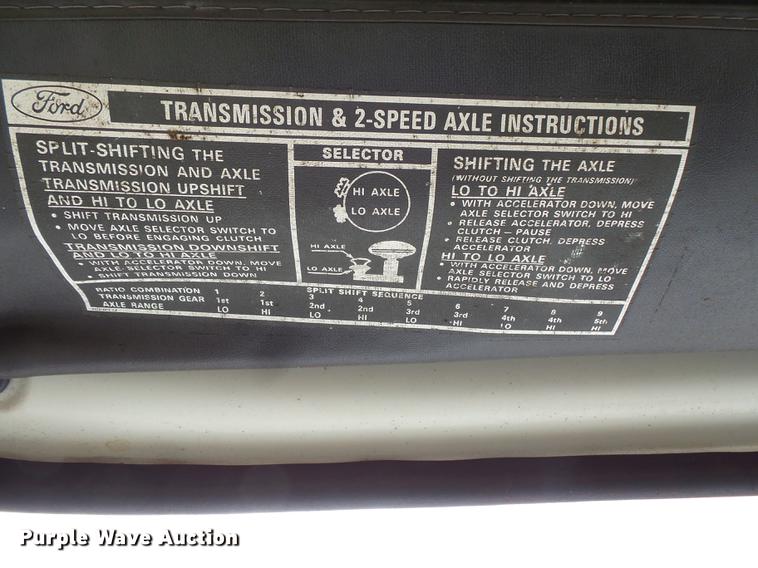 Ford
TRANSMISSION & 2-SPEED AXLE INSTRUCTIONS
SPLIT-SHIFTING THE
TRANSMISSION AND AXLE
TRANSMISSION UPSHIFT
AND HI TO LO AXLE
• SHIFT TRANSMISSION UP
• MOVE AXLE SELECTOR SWITCH TO
LO BEFORE ENGAGING CLUTCH
TRANSMISSION DOWNSHIFT
AND LO TO HI AXLE
• WITH ACCELERATOR DOWN, MOVE
AXLE SELECTOR SWITCH TO HI
• SHIFT TRANSMISSION DOWN
SELECTOR
HI AXLE
LO AXLE
HI AXLE
LO AXLE
SHIFTING THE AXLE
(WITHOUT SHIFTING THE TRANSMISSION)
LO TO HI AXLE
• WITH ACCELERATOR DOWN, MOVE
AXLE SELECTOR SWITCH TO HI
• RELEASE ACCELERATOR, DEPRESS
CLUTCH — PAUSE
• RELEASE CLUTCH, DEPRESS
ACCELERATOR
HI TO LO AXLE
• WITH ACCELERATOR DOWN, MOVE
AXLE SELECTOR SWITCH TO LO
• RAPIDLY RELEASE AND DEPRESS
ACCELERATOR
SPLIT SHIFT SEQUENCE
RATIO COMBINATION 1 2 3 4 5 6 7 8 9
TRANSMISSION GEAR 1st 1st 2nd 2nd 3rd 3rd 4th 4th 5th
AXLE RANGE LO HI LO HI LO HI LO HI HI
Purple Wave Auction